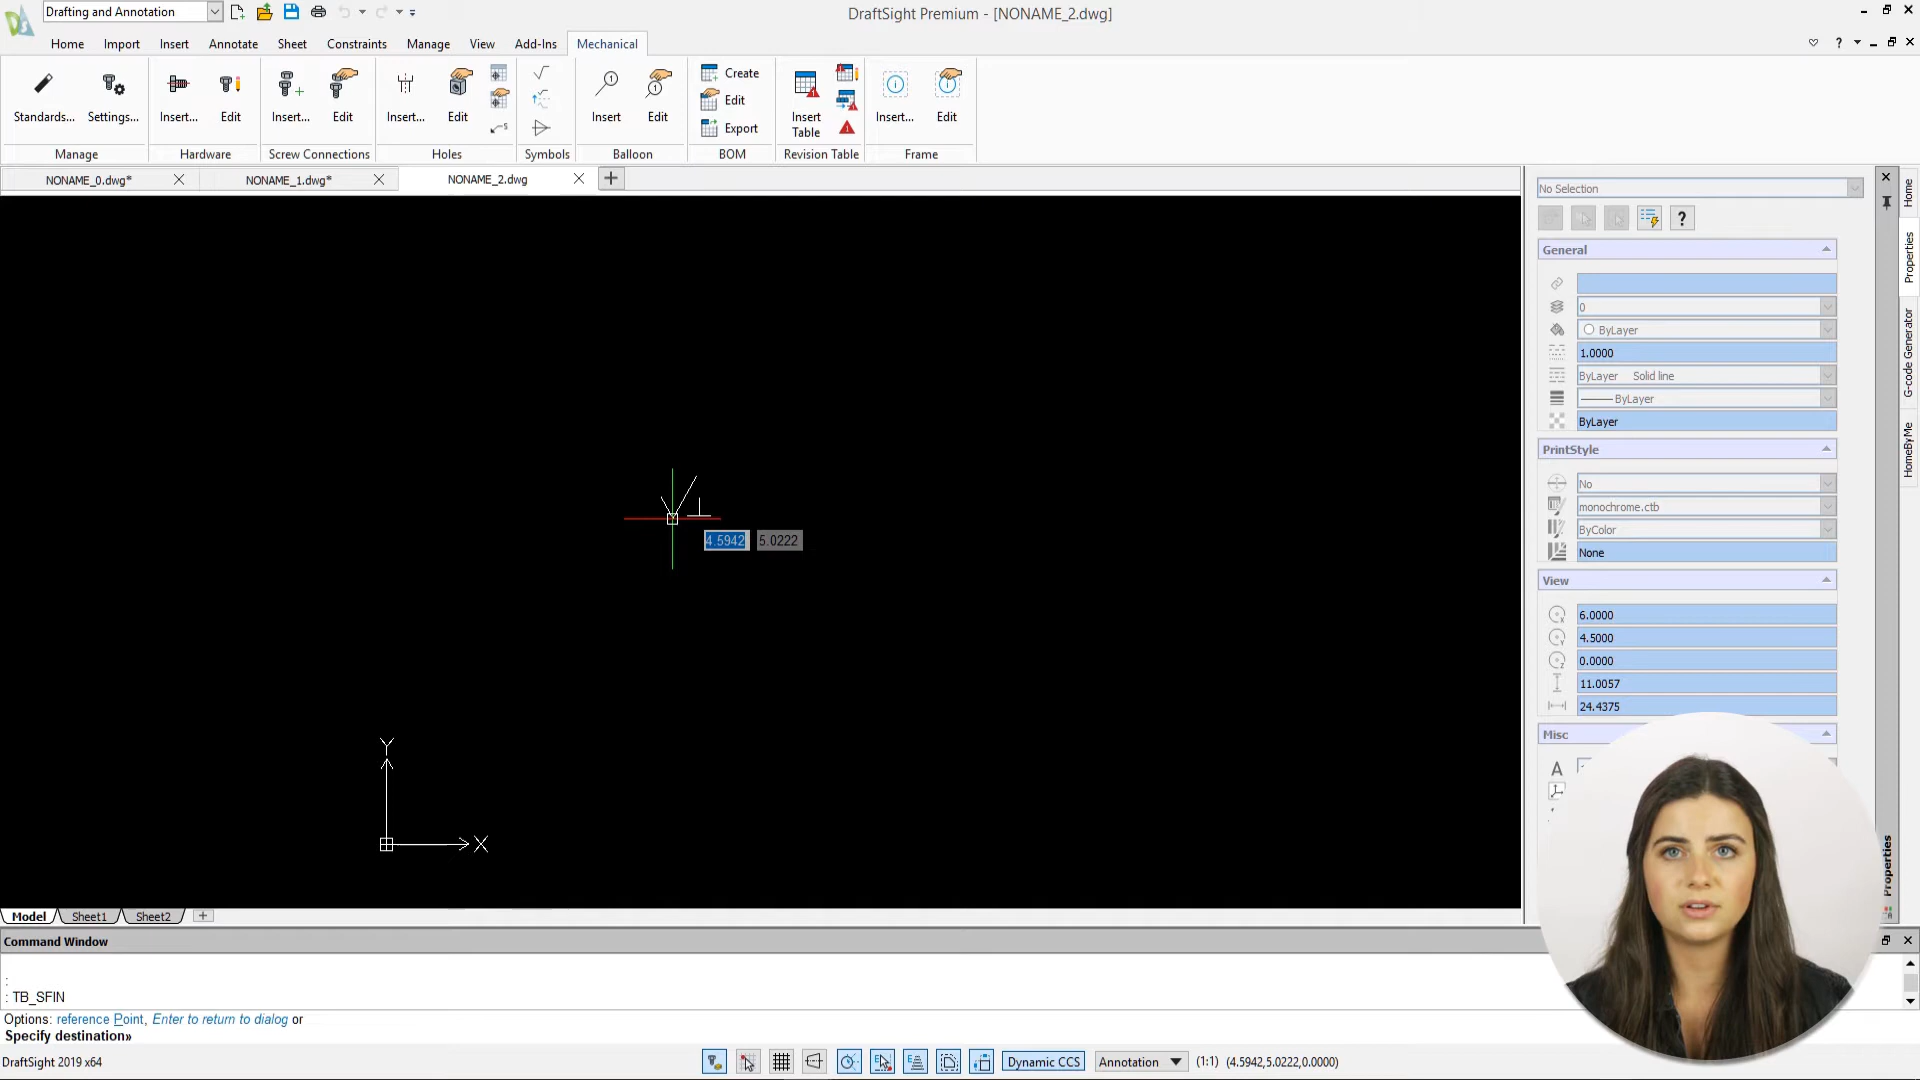 Drafting and Annotation
DraftSight Premium - [NONAME_2.dwg]
Home Import Insert Annotate Sheet Constraints Manage View Add-Ins Mechanical
Standards... Settings... Insert... Edit Insert... Edit Insert... Edit Insert Edit Create Edit Export Insert Table Insert... Edit
Manage Hardware Screw Connections Holes Symbols Balloon BOM Revision Table Frame
NONAME_0.dwg* NONAME_1.dwg* NONAME_2.dwg
No Selection
General
0
ByLayer
1.0000
ByLayer Solid line
ByLayer
ByLayer
PrintStyle
No
monochrome.ctb
ByColor
None
View
6.0000
4.5000
0.0000
11.0057
24.4375
Misc
Home
Properties
G-code Generator
HomeByMe
Properties
4.5942 5.0222
Y
X
Model Sheet1 Sheet2
Command Window
:
: TB_SFIN
Options: reference Point, Enter to return to dialog or
Specify destination»
DraftSight 2019 x64
Dynamic CCS Annotation (1:1) (4.5942,5.0222,0.0000)